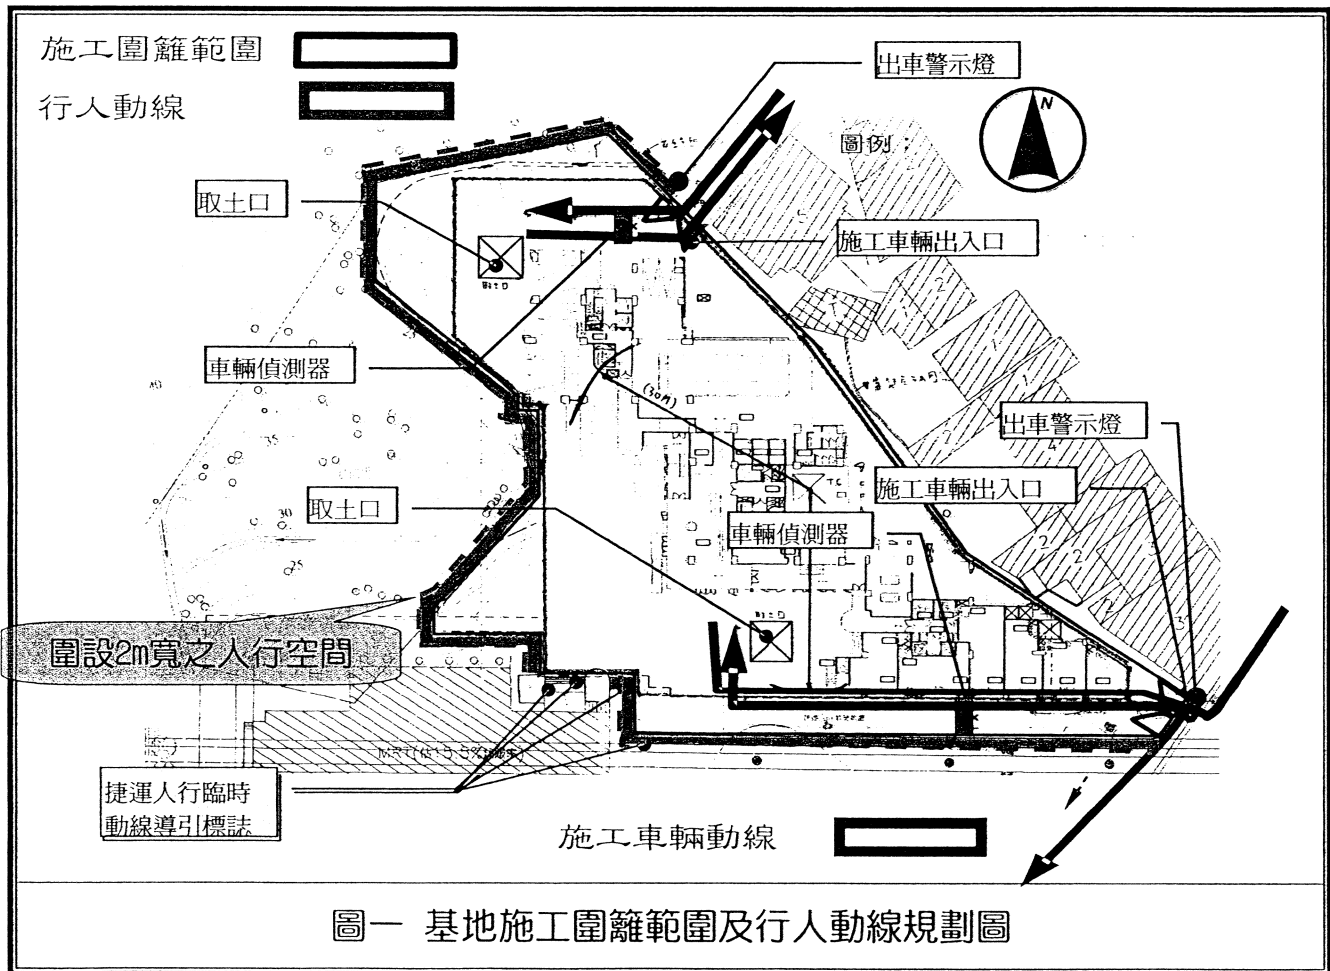 施工圍籬範圍
行人動線
出車警示燈
N
圖例：
取土口
施工車輛出入口
車輛偵測器
(30M)
出車警示燈
施工車輛出入口
取土口
車輛偵測器
圍設2m寬之人行空間
捷運人行臨時
動線導引標誌
施工車輛動線
圖一 基地施工圍籬範圍及行人動線規劃圖